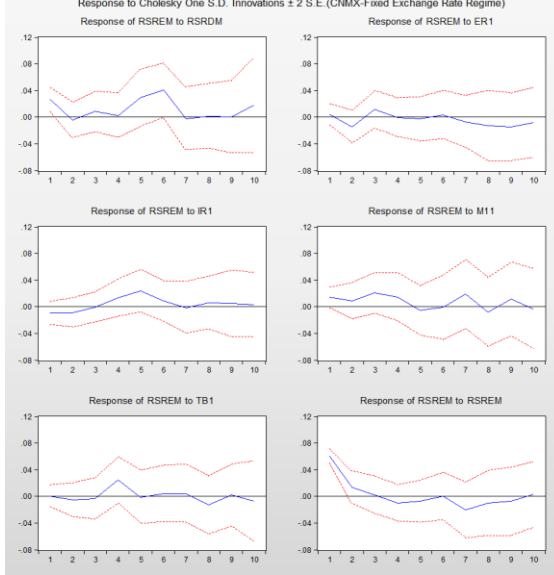 Response to Cholesky One S.D. Innovations ± 2 S.E.(CNMX-Fixed Exchange Rate Regime)
Response of RSREM to RSRDM
.12
.08
.04
.00
-.04
-.08
1 2 3 4 5 6 7 8 9 10
Response of RSREM to ER1
.12
.08
.04
.00
-.04
-.08
1 2 3 4 5 6 7 8 9 10
Response of RSREM to IR1
.12
.08
.04
.00
-.04
-.08
1 2 3 4 5 6 7 8 9 10
Response of RSREM to M11
.12
.08
.04
.00
-.04
-.08
1 2 3 4 5 6 7 8 9 10
Response of RSREM to TB1
.12
.08
.04
.00
-.04
-.08
1 2 3 4 5 6 7 8 9 10
Response of RSREM to RSREM
.12
.08
.04
.00
-.04
-.08
1 2 3 4 5 6 7 8 9 10